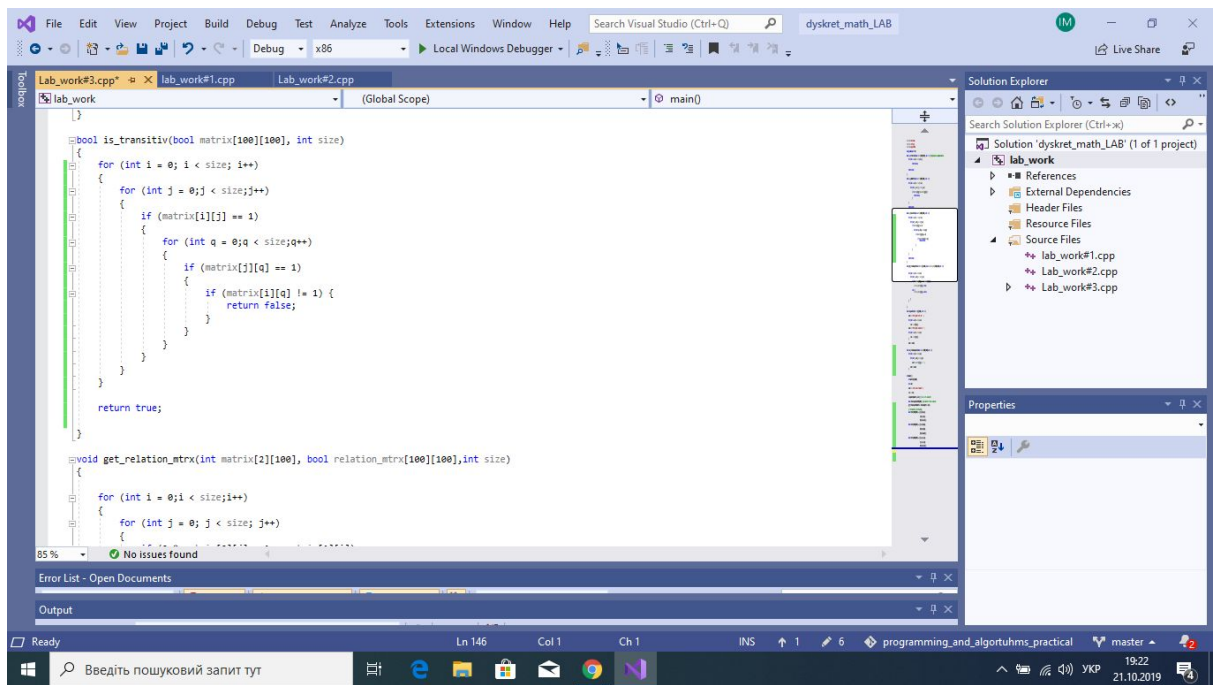 File Edit View Project Build Debug Test Analyze Tools Extensions Window Help Search Visual Studio (Ctrl+Q) dyskret_math_LAB IM
Debug x86 Local Windows Debugger Live Share
Toolbox
Lab_work#3.cpp* lab_work#1.cpp Lab_work#2.cpp
lab_work (Global Scope) main()
}
bool is_transitiv(bool matrix[100][100], int size)
{
for (int i = 0; i < size; i++)
{
for (int j = 0;j < size;j++)
{
if (matrix[i][j] == 1)
{
for (int q = 0;q < size;q++)
{
if (matrix[j][q] == 1)
{
if (matrix[i][q] != 1) {
return false;
}
}
}
}
}
}
return true;
}
void get_relation_mtrx(int matrix[2][100], bool relation_mtrx[100][100],int size)
{
for (int i = 0;i < size;i++)
{
for (int j = 0; j < size; j++)
{
85 % No issues found
Error List - Open Documents
Output
Solution Explorer
Search Solution Explorer (Ctrl+ж)
Solution 'dyskret_math_LAB' (1 of 1 project)
lab_work
References
External Dependencies
Header Files
Resource Files
Source Files
lab_work#1.cpp
Lab_work#2.cpp
Lab_work#3.cpp
Properties
Ready Ln 146 Col 1 Ch 1 INS 1 6 programming_and_algortuhms_practical master 2
Введіть пошуковий запит тут УКР 19:22
21.10.2019 4